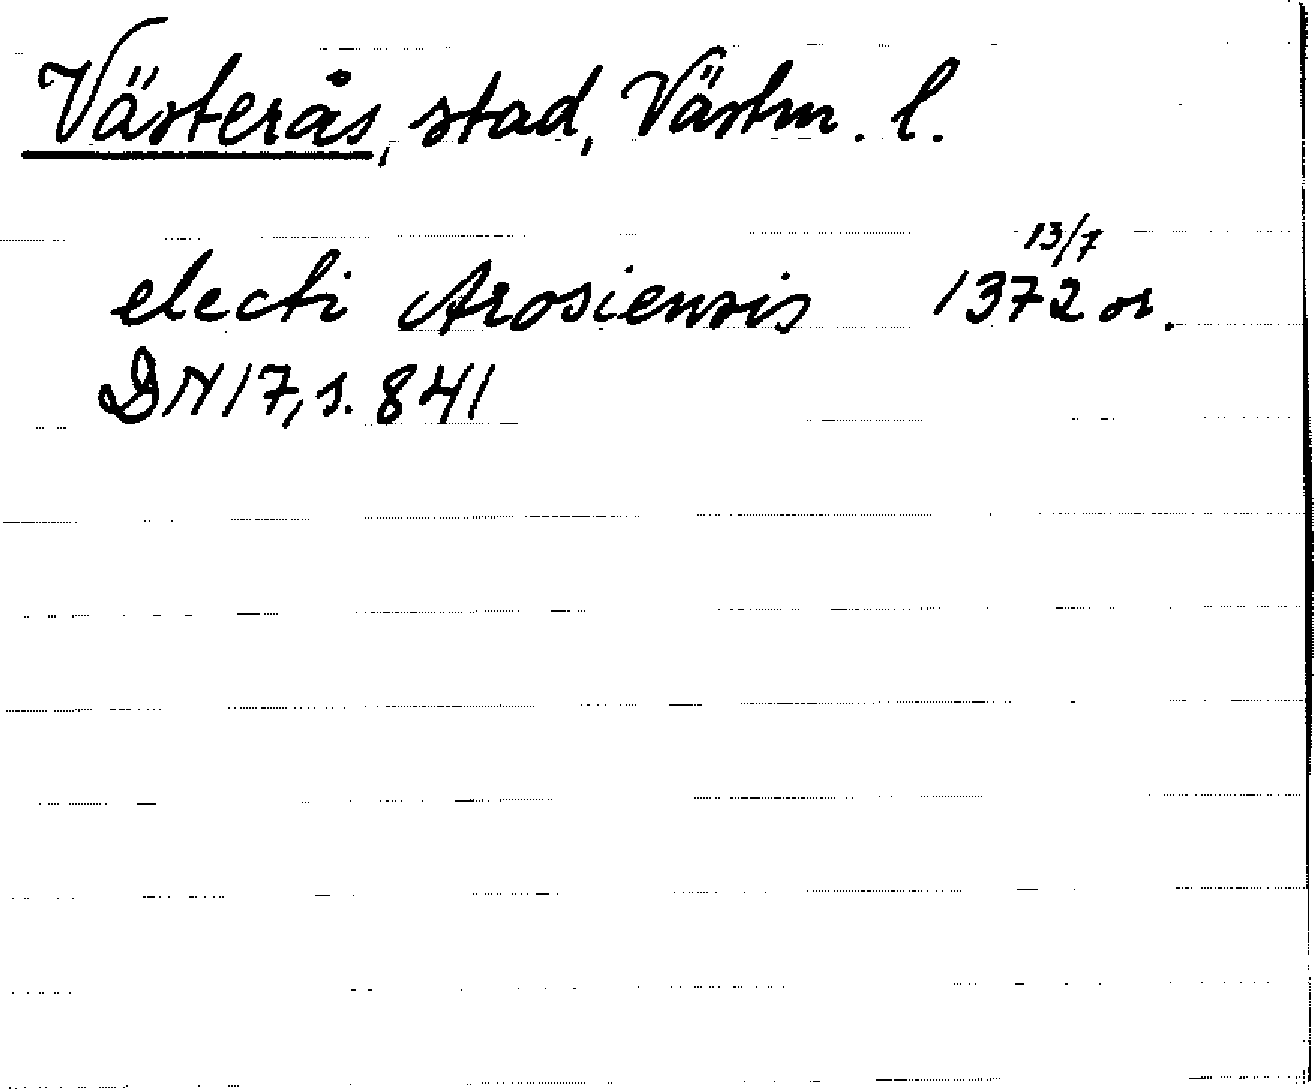 Västerås, stad, Västm. l.
electi Arosiensis 1372 13/7 or.
DN 17, s. 841